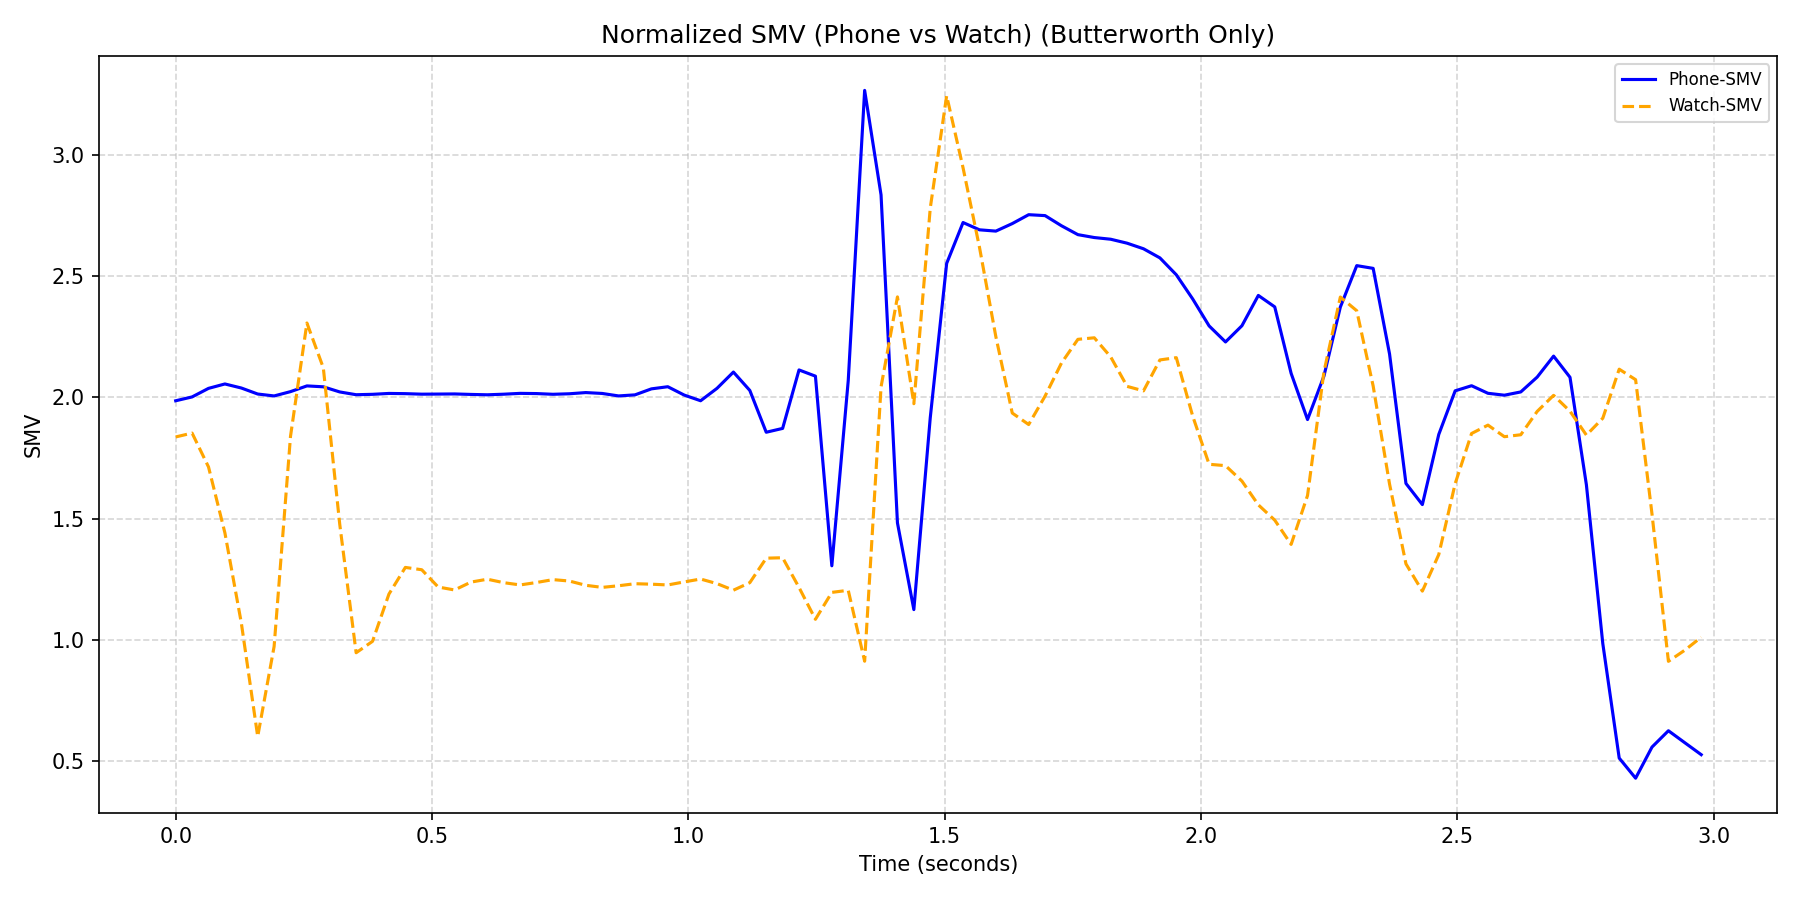 Normalized SMV (Phone vs Watch) (Butterworth Only)
Phone-SMV
Watch-SMV
SMV
3.0
2.5
2.0
1.5
1.0
0.5
0.0 0.5 1.0 1.5 2.0 2.5 3.0
Time (seconds)